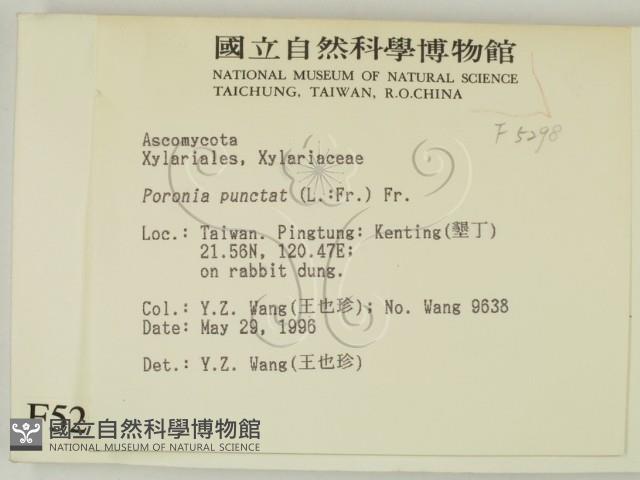 國立自然科學博物館
NATIONAL MUSEUM OF NATURAL SCIENCE
TAICHUNG, TAIWAN, R.O.CHINA
F 5298
Ascomycota
Xylariales, Xylariaceae
Poronia punctat (L.:Fr.) Fr.
Loc.: Taiwan. Pingtung: Kenting(墾丁)
21.56N, 120.47E;
on rabbit dung.
Col.: Y.Z. Wang(王也珍); No. Wang 9638
Date: May 29, 1996
Det.: Y.Z. Wang(王也珍)
F52
國立自然科學博物館
NATIONAL MUSEUM OF NATURAL SCIENCE